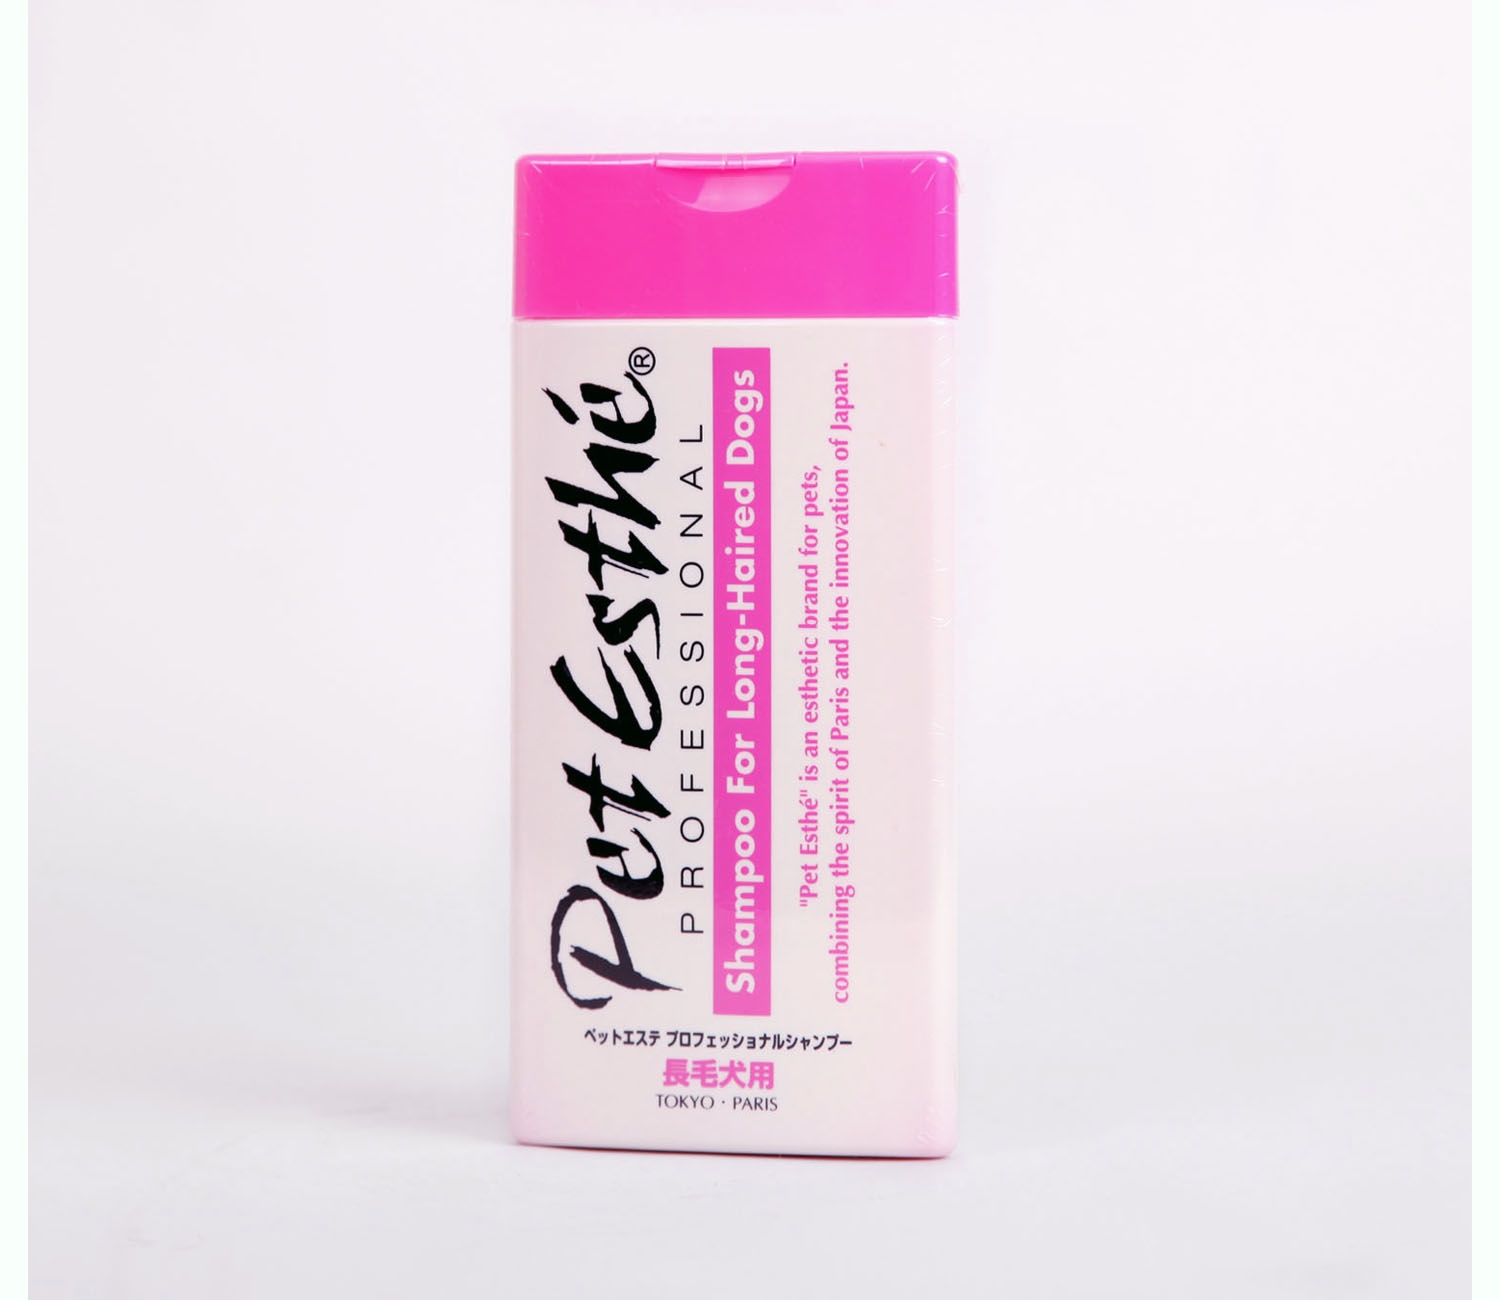 Pet Esthé®
PROFESSIONAL
Shampoo For Long-Haired Dogs
"Pet Esthé" is an esthetic brand for pets,
combining the spirit of Paris and the innovation of Japan.
ペットエステ プロフェッショナルシャンプー
長毛犬用
TOKYO・PARIS